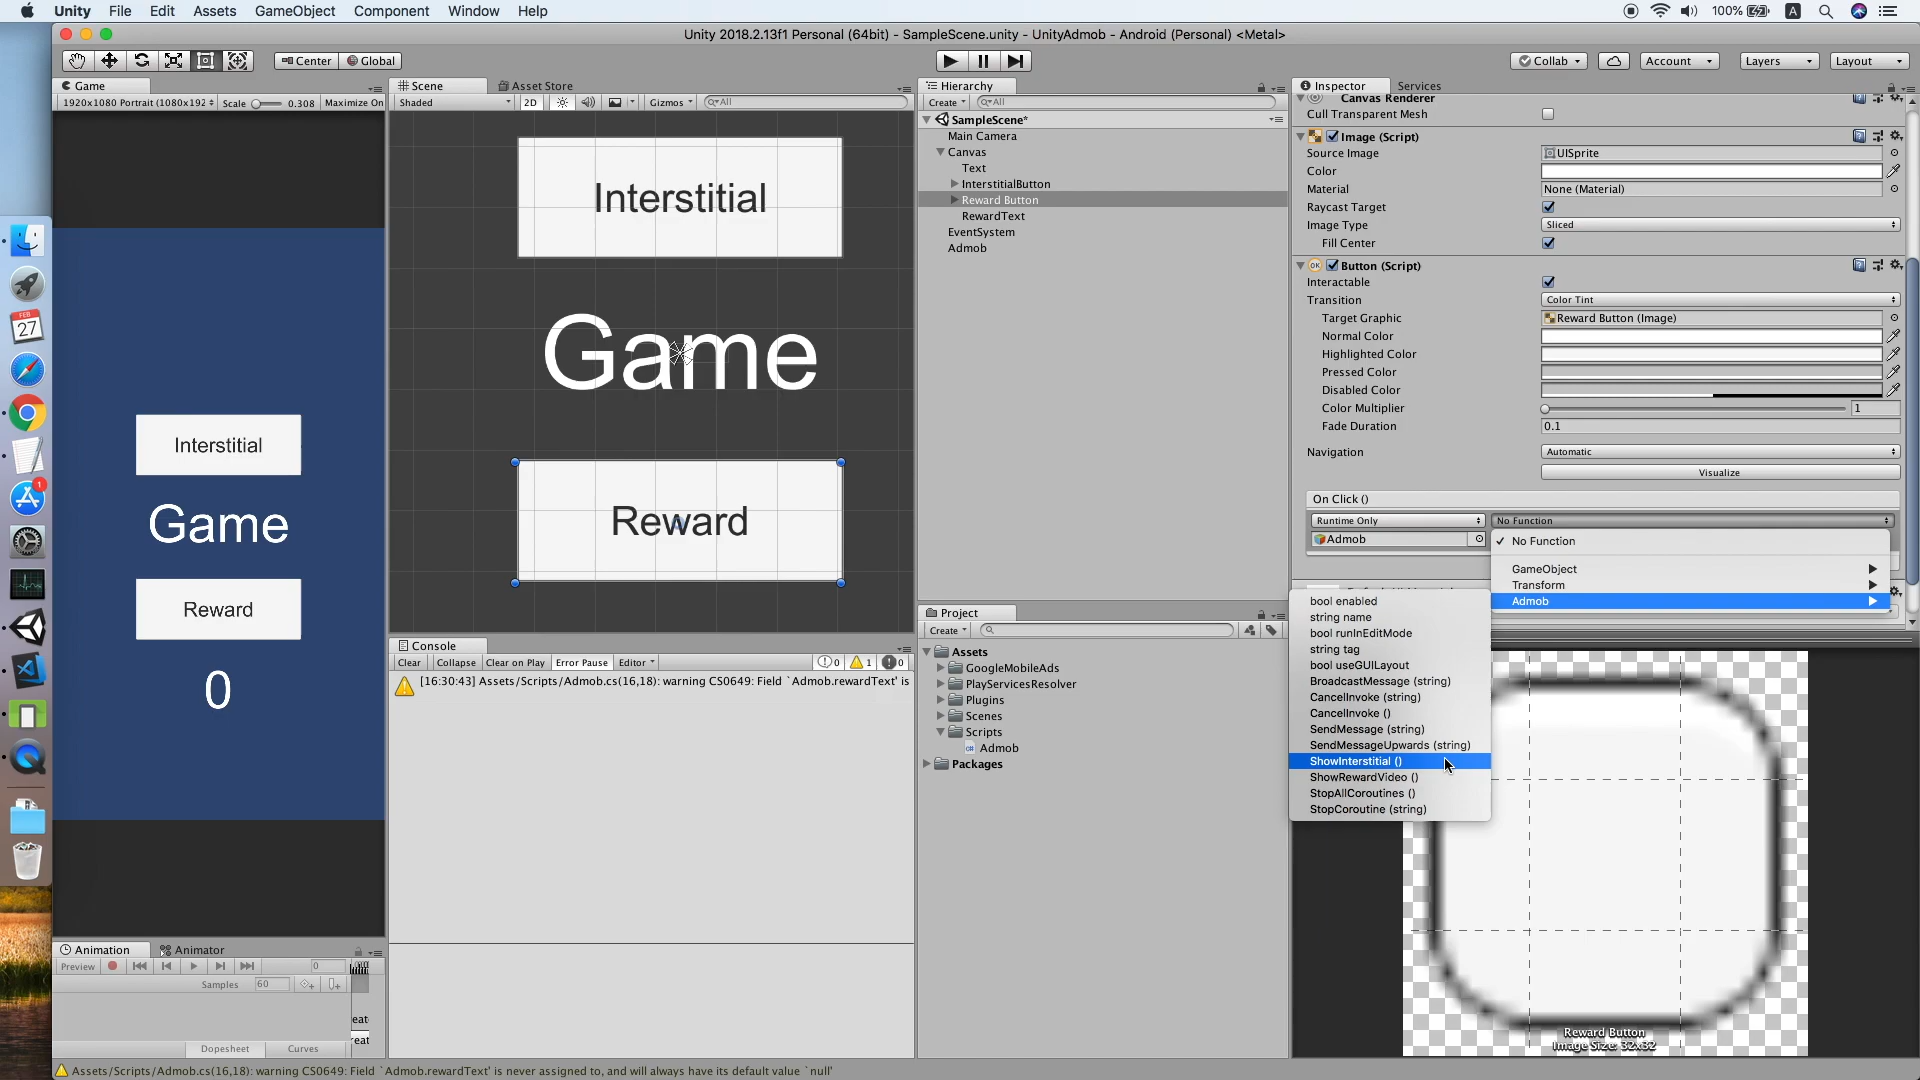 Unity File Edit Assets GameObject Component Window Help
100% A
Unity 2018.2.13f1 Personal (64bit) - SampleScene.unity - UnityAdmob - Android (Personal) <Metal>
Center Global Collab Account Layers Layout
Game Scene Asset Store Hierarchy Inspector Services
1920x1080 Portrait (1080x192 Scale 0.308 Maximize On Shaded 2D Gizmos All Create All
SampleScene*
Main Camera
Canvas
Text
InterstitialButton
Reward Button
RewardText
EventSystem
Admob
Interstitial
Game
Reward
Interstitial
Game
Reward
0
Canvas Renderer
Cull Transparent Mesh
Image (Script)
Source Image UISprite
Color
Material None (Material)
Raycast Target
Image Type Sliced
Fill Center
Button (Script)
Interactable
Transition Color Tint
Target Graphic Reward Button (Image)
Normal Color
Highlighted Color
Pressed Color
Disabled Color
Color Multiplier 1
Fade Duration 0.1
Navigation Automatic
Visualize
On Click ()
Runtime Only No Function
Admob
✓ No Function
GameObject
Transform
Admob
bool enabled
string name
bool runInEditMode
string tag
bool useGUILayout
BroadcastMessage (string)
CancelInvoke (string)
CancelInvoke ()
SendMessage (string)
SendMessageUpwards (string)
ShowInterstitial ()
ShowRewardVideo ()
StopAllCoroutines ()
StopCoroutine (string)
Project
Create
Assets
GoogleMobileAds
PlayServicesResolver
Plugins
Scenes
Scripts
Admob
Packages
Console
Clear Collapse Clear on Play Error Pause Editor 0 1 0
[16:30:43] Assets/Scripts/Admob.cs(16,18): warning CS0649: Field `Admob.rewardText' is
FEB
27
1
Animation Animator
Preview 0
Samples 60
Dopesheet Curves
Reward Button
Image Size: 32x32
Assets/Scripts/Admob.cs(16,18): warning CS0649: Field `Admob.rewardText' is never assigned to, and will always have its default value `null'